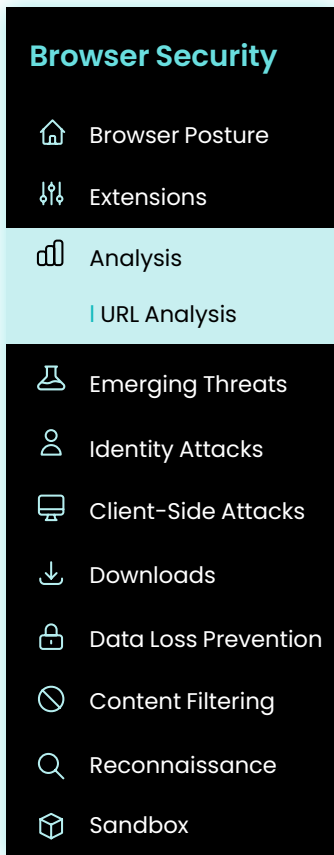 Browser Security
Browser Posture
Extensions
Analysis
URL Analysis
Emerging Threats
Identity Attacks
Client-Side Attacks
Downloads
Data Loss Prevention
Content Filtering
Reconnaissance
Sandbox